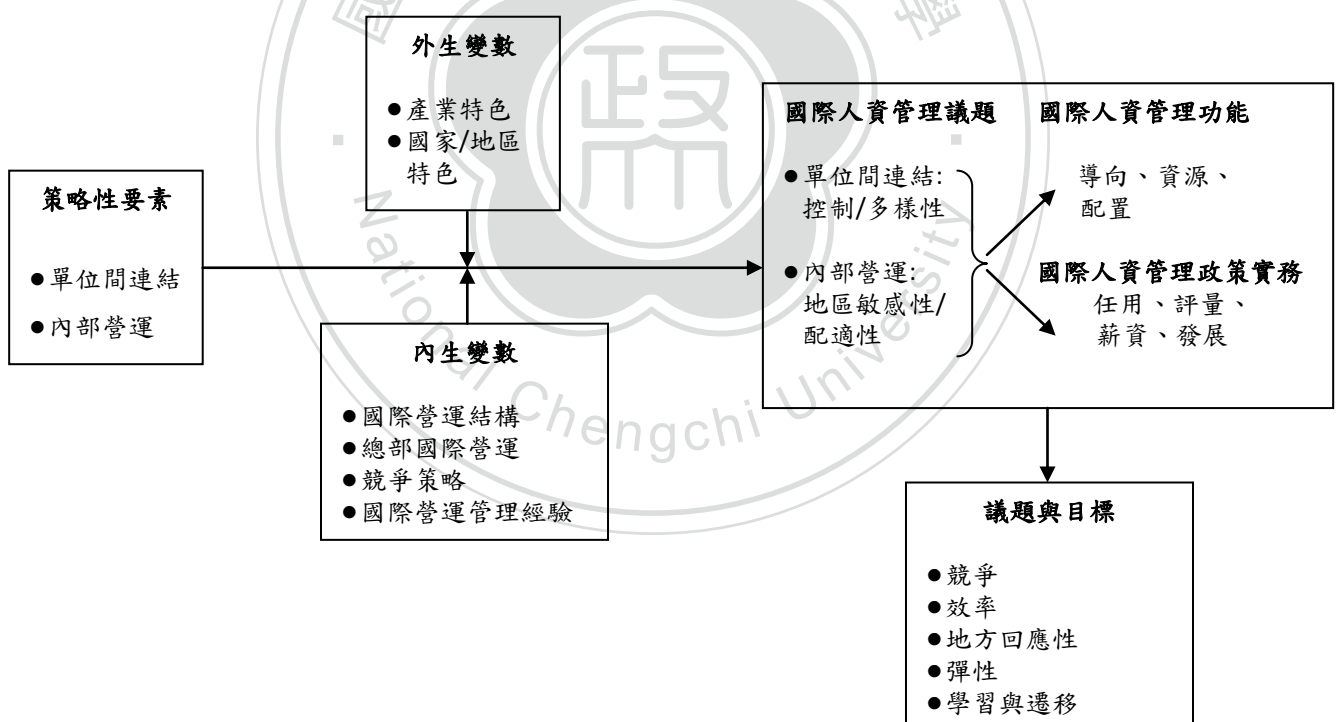 外生變數
●產業特色
●國家/地區
特色
策略性要素
●單位間連結
●內部營運
內生變數
●國際營運結構
●總部國際營運
●競爭策略
●國際營運管理經驗
國際人資管理議題
●單位間連結:
控制/多樣性
●內部營運:
地區敏感性/
配適性
國際人資管理功能
導向、資源、
配置
國際人資管理政策實務
任用、評量、
薪資、發展
議題與目標
●競爭
●效率
●地方回應性
●彈性
●學習與遷移
國
學
政
National Chengchi University